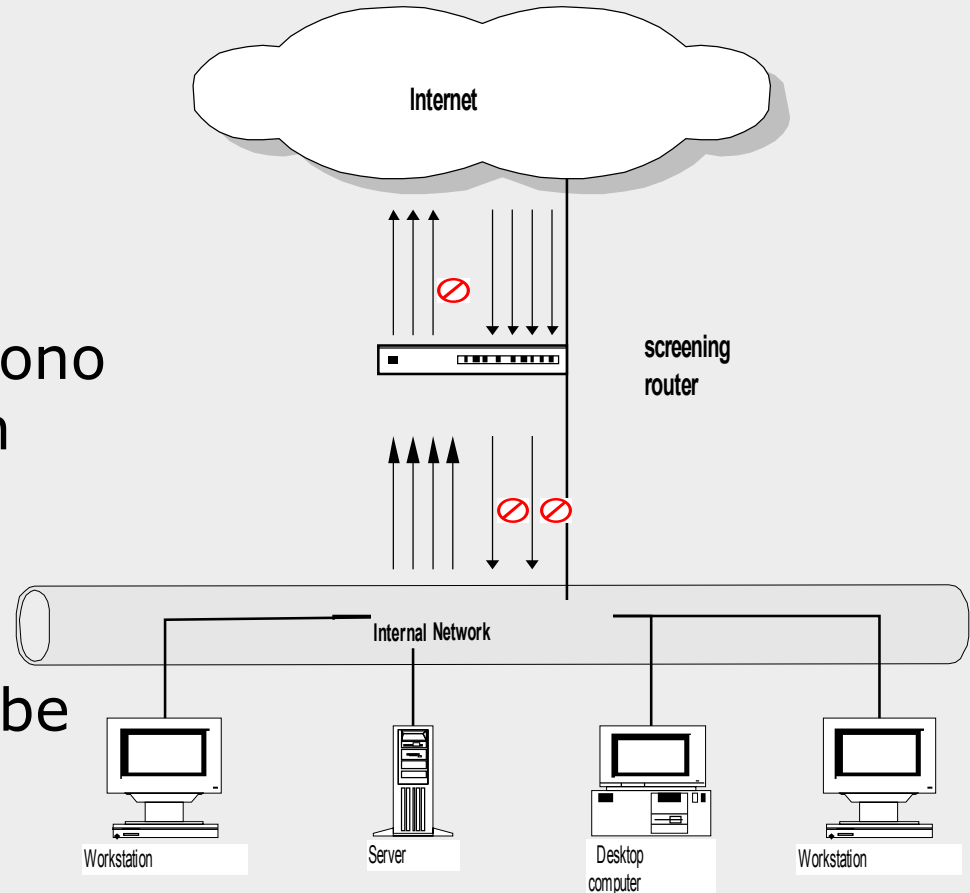 Internet
ono
screening
router
Internal Network
be
Workstation
Server
Desktop
computer
Workstation